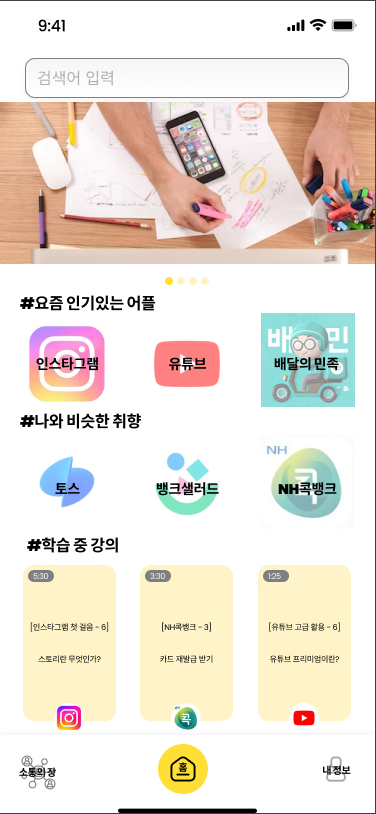 9:41
검색어 입력
#요즘 인기있는 어플
인스타그램
유튜브
배민
배달의 민족
#나와 비슷한 취향
토스
뱅크샐러드
NH
콕
NH콕뱅크
#학습 중 강의
5:30
3:30
1:25
[인스타그램 첫 걸음 - 6]
[NH콕뱅크 - 3]
[유튜브 고급 활용 - 6]
스토리란 무엇인가?
카드 재발급 받기
유튜브 프리미엄이란?
콕
소통의 장
홈
내 정보